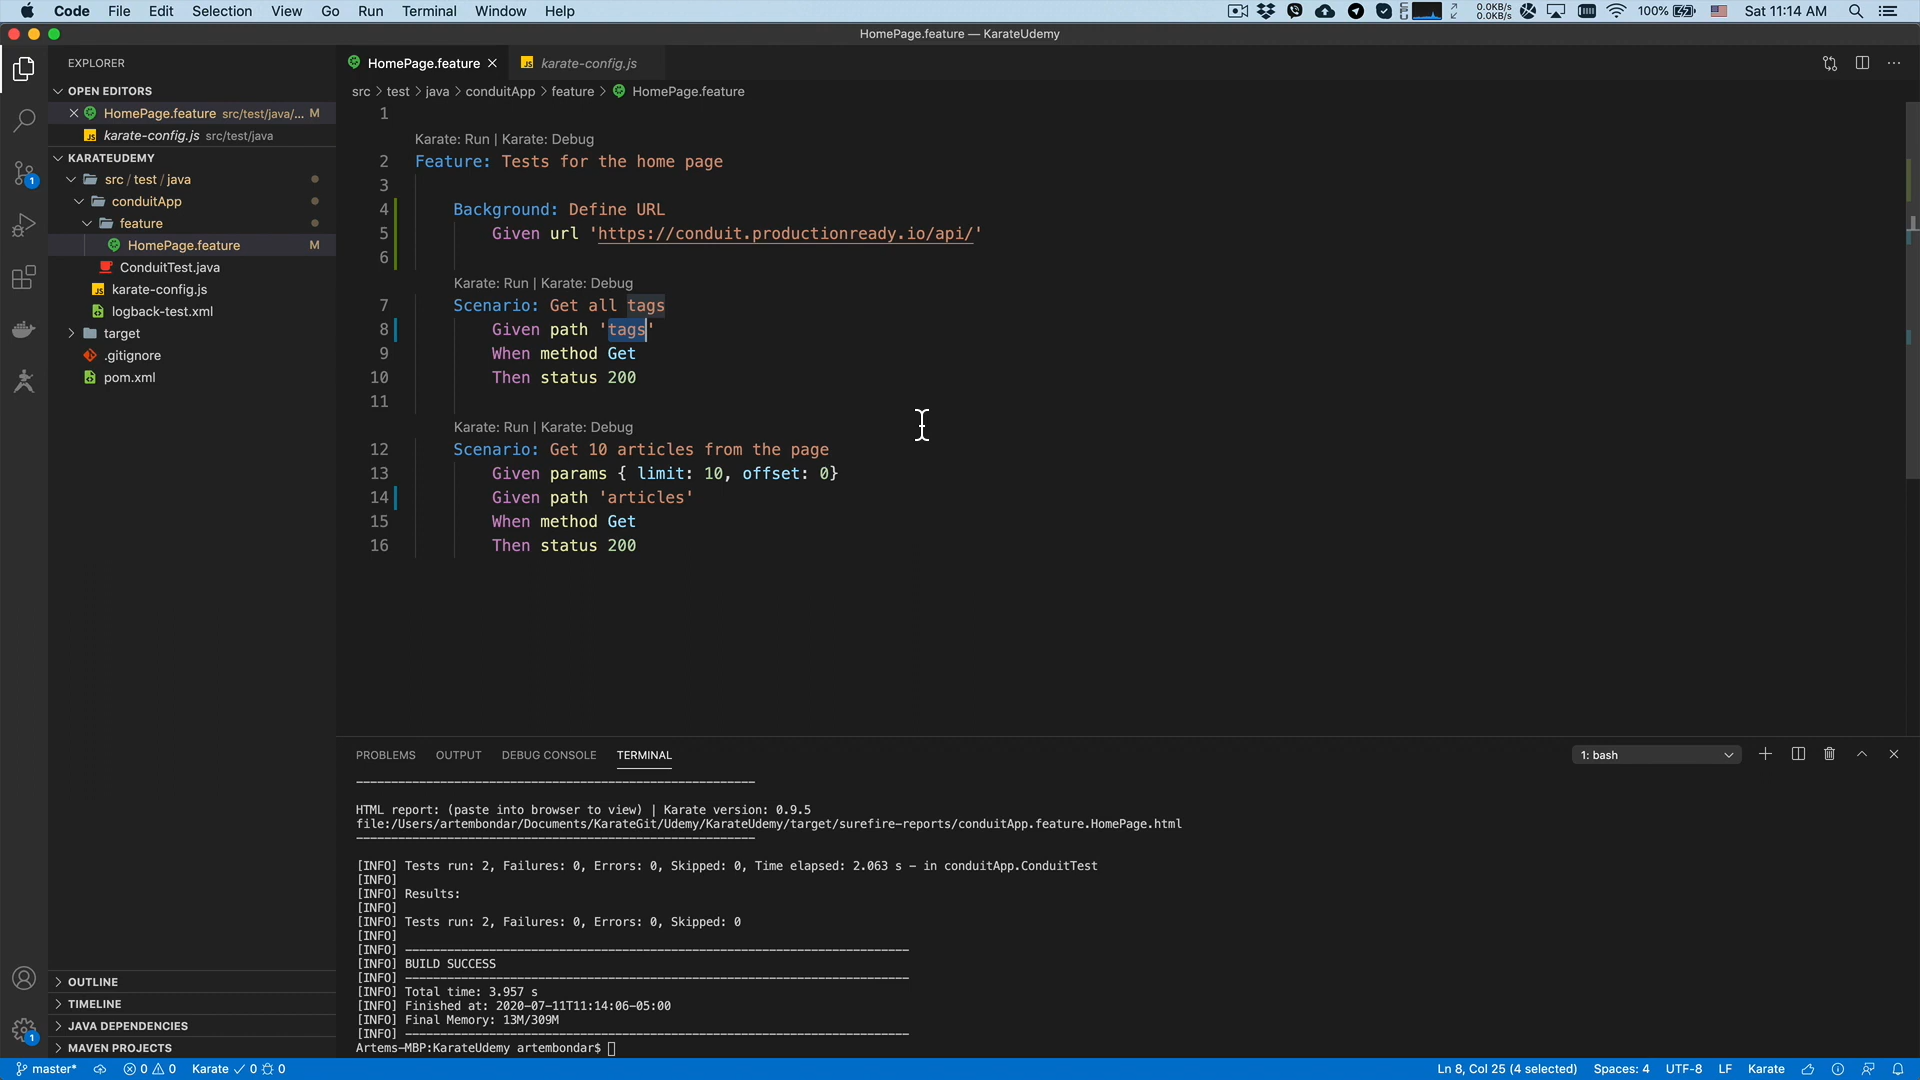 Code File Edit Selection View Go Run Terminal Window Help 0.0KB/s 0.0KB/s 100% Sat 11:14 AM
HomePage.feature — KarateUdemy
EXPLORER
OPEN EDITORS
HomePage.feature src/test/java/... M
karate-config.js src/test/java
KARATEUDEMY
src / test / java
conduitApp
feature
HomePage.feature M
ConduitTest.java
karate-config.js
logback-test.xml
target
.gitignore
pom.xml
OUTLINE
TIMELINE
JAVA DEPENDENCIES
MAVEN PROJECTS
1
1
HomePage.feature karate-config.js
src > test > java > conduitApp > feature > HomePage.feature
1
Karate: Run | Karate: Debug
2 Feature: Tests for the home page
3
4 Background: Define URL
5 Given url 'https://conduit.productionready.io/api/'
6
Karate: Run | Karate: Debug
7 Scenario: Get all tags
8 Given path 'tags'
9 When method Get
10 Then status 200
11
Karate: Run | Karate: Debug
12 Scenario: Get 10 articles from the page
13 Given params { limit: 10, offset: 0}
14 Given path 'articles'
15 When method Get
16 Then status 200
PROBLEMS OUTPUT DEBUG CONSOLE TERMINAL 1: bash
---------------------------------------------------------
HTML report: (paste into browser to view) | Karate version: 0.9.5
file:/Users/artembondar/Documents/KarateGit/Udemy/KarateUdemy/target/surefire-reports/conduitApp.feature.HomePage.html
---------------------------------------------------------
[INFO] Tests run: 2, Failures: 0, Errors: 0, Skipped: 0, Time elapsed: 2.063 s - in conduitApp.ConduitTest
[INFO]
[INFO] Results:
[INFO]
[INFO] Tests run: 2, Failures: 0, Errors: 0, Skipped: 0
[INFO]
[INFO] ------------------------------------------------------------------------
[INFO] BUILD SUCCESS
[INFO] ------------------------------------------------------------------------
[INFO] Total time: 3.957 s
[INFO] Finished at: 2020-07-11T11:14:06-05:00
[INFO] Final Memory: 13M/309M
[INFO] ------------------------------------------------------------------------
Artems-MBP:KarateUdemy artembondar$
master* 0 0 Karate 0 0 Ln 8, Col 25 (4 selected) Spaces: 4 UTF-8 LF Karate